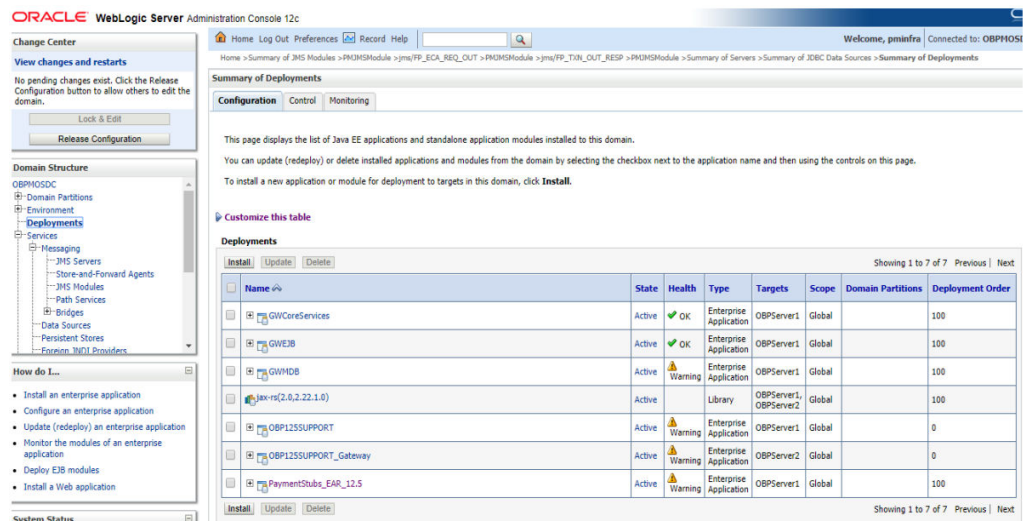 ORACLE WebLogic Server Administration Console 12c
Change Center
View changes and restarts
No pending changes exist. Click the Release
Configuration button to allow others to edit the
domain.
Lock & Edit
Release Configuration
Domain Structure
OBPMOSDC
Domain Partitions
Environment
Deployments
Services
Messaging
JMS Servers
Store-and-Forward Agents
JMS Modules
Path Services
Bridges
Data Sources
Persistent Stores
Foreign JNDI Providers
How do I...
Install an enterprise application
Configure an enterprise application
Update (redeploy) an enterprise application
Monitor the modules of an enterprise
application
Deploy EJB modules
Install a Web application
System Status
Home Log Out Preferences Record Help
Welcome, pminfra Connected to: OBPMOSD
Home >Summary of JMS Modules >PMJMSModule >jms/FP_ECA_REQ_OUT >PMJMSModule >jms/FP_TXN_OUT_RESP >PMJMSModule >Summary of Servers >Summary of JDBC Data Sources >Summary of Deployments
Summary of Deployments
Configuration Control Monitoring
This page displays the list of Java EE applications and standalone application modules installed to this domain.
You can update (redeploy) or delete installed applications and modules from the domain by selecting the checkbox next to the application name and then using the controls on this page.
To install a new application or module for deployment to targets in this domain, click Install.
Customize this table
Deployments
Install Update Delete Showing 1 to 7 of 7 Previous | Next
Name State Health Type Targets Scope Domain Partitions Deployment Order
GWCoreServices Active OK Enterprise Application OBPServer1 Global 100
GWEJB Active OK Enterprise Application OBPServer1 Global 100
GWMDB Active Warning Enterprise Application OBPServer1 Global 100
jax-rs(2.0,2.22.1.0) Active Library OBPServer1, OBPServer2 Global 100
OBP125SUPPORT Active Warning Enterprise Application OBPServer1 Global 0
OBP125SUPPORT_Gateway Active Warning Enterprise Application OBPServer2 Global 0
PaymentStubs_EAR_12.5 Active Warning Enterprise Application OBPServer1 Global 100
Install Update Delete Showing 1 to 7 of 7 Previous | Next